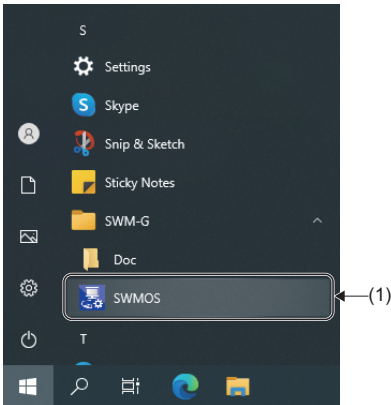 S
Settings
S
Skype
Snip & Sketch
Sticky Notes
SWM-G
Doc
SWMOS
(1)
T